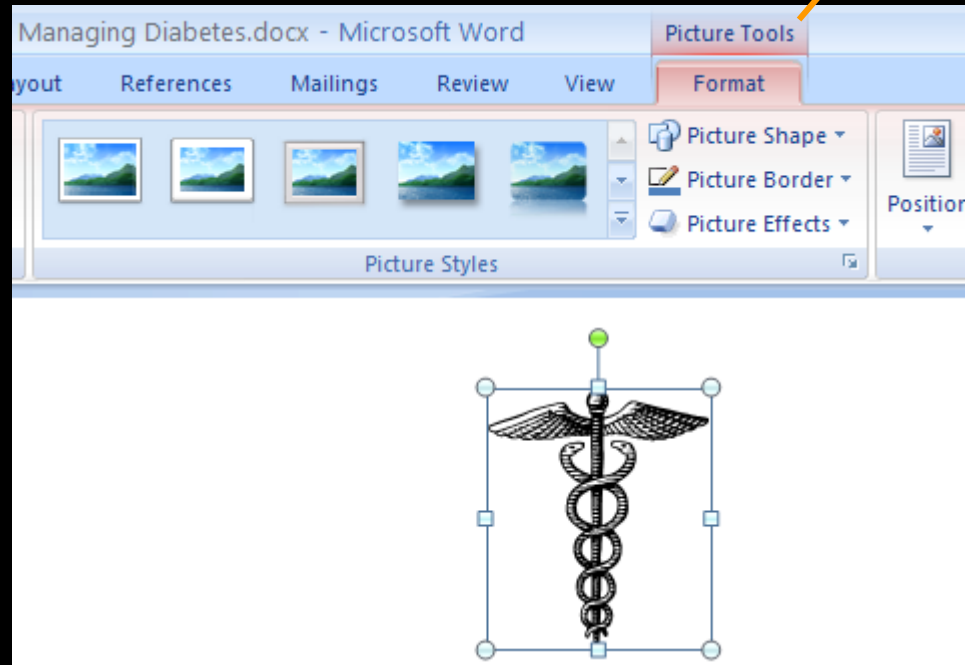 Managing Diabetes.docx - Microsoft Word Picture Tools
yout References Mailings Review View Format
Picture Shape
Picture Border
Picture Effects
Position
Picture Styles